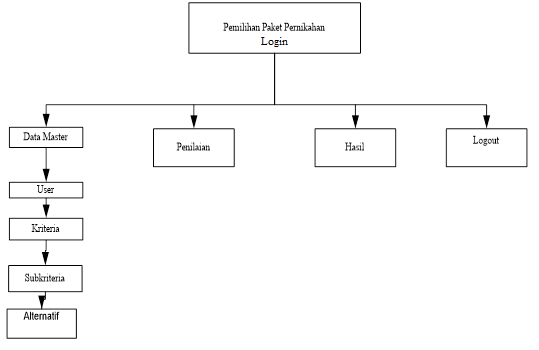 Pemilihan Paket Pernikahan
Login
Data Master
Penilaian
Hasil
Logout
User
Kriteria
Subkriteria
Alternatif